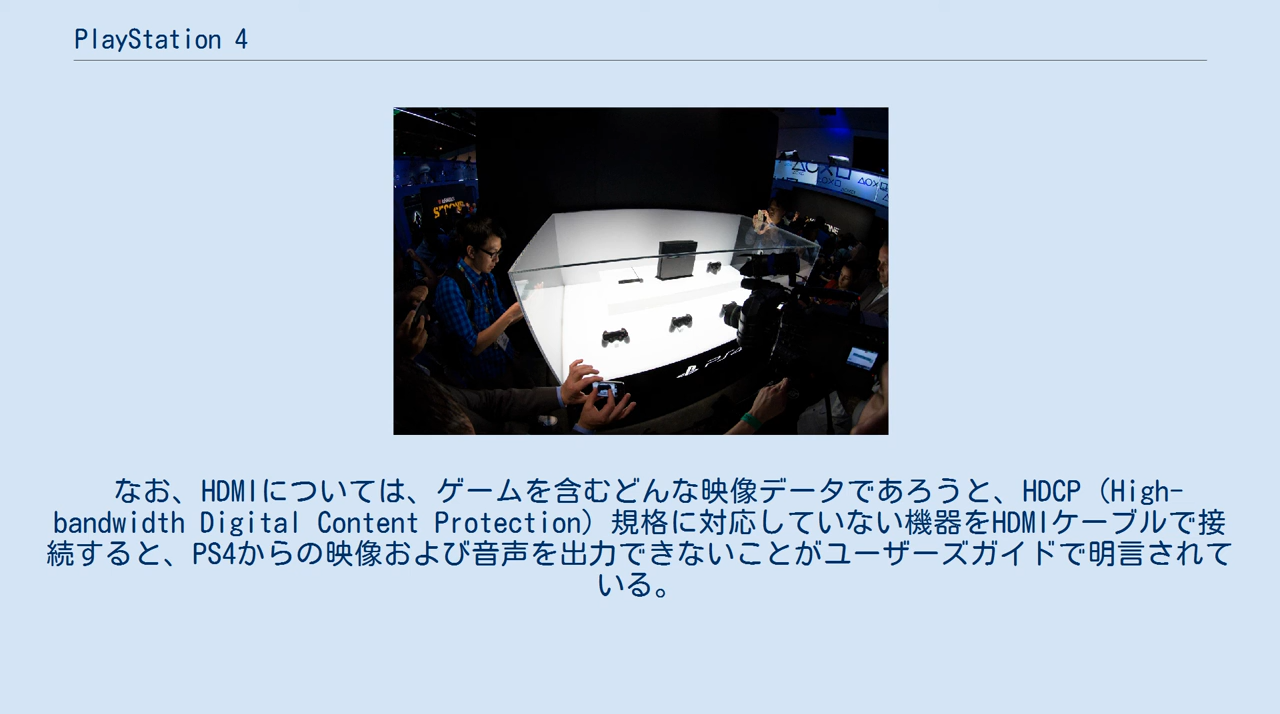 PlayStation 4
PS4
なお、HDMIについては、ゲームを含むどんな映像データであろうと、HDCP（High-
bandwidth Digital Content Protection）規格に対応していない機器をHDMIケーブルで接
続すると、PS4からの映像および音声を出力できないことがユーザーズガイドで明言されて
いる。